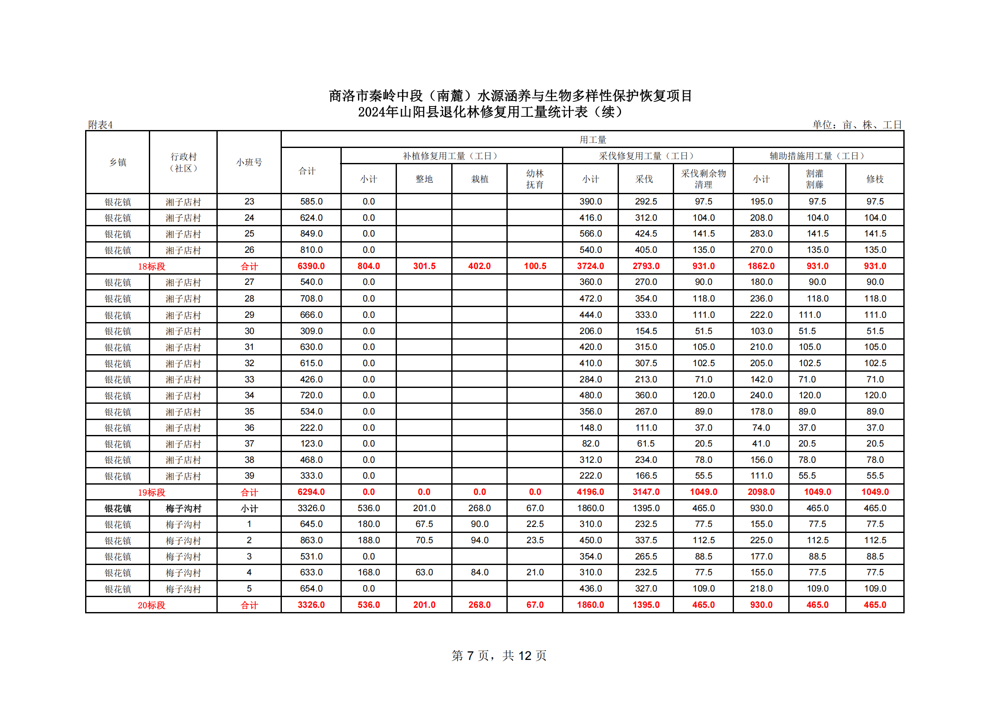 商洛市秦岭中段（南麓）水源涵养与生物多样性保护恢复项目
2024年山阳县退化林修复用工量统计表（续）
附表4 单位：亩、株、工日
乡镇 行政村（社区） 小班号 用工量
合计 补植修复用工量（工日） 采伐修复用工量（工日） 辅助措施用工量（工日）
小计 整地 栽植 幼林抚育 小计 采伐 采伐剩余物清理 小计 割灌割藤 修枝
银花镇 湘子店村 23 585.0 0.0 390.0 292.5 97.5 195.0 97.5 97.5
银花镇 湘子店村 24 624.0 0.0 416.0 312.0 104.0 208.0 104.0 104.0
银花镇 湘子店村 25 849.0 0.0 566.0 424.5 141.5 283.0 141.5 141.5
银花镇 湘子店村 26 810.0 0.0 540.0 405.0 135.0 270.0 135.0 135.0
18标段 合计 6390.0 804.0 301.5 402.0 100.5 3724.0 2793.0 931.0 1862.0 931.0 931.0
银花镇 湘子店村 27 540.0 0.0 360.0 270.0 90.0 180.0 90.0 90.0
银花镇 湘子店村 28 708.0 0.0 472.0 354.0 118.0 236.0 118.0 118.0
银花镇 湘子店村 29 666.0 0.0 444.0 333.0 111.0 222.0 111.0 111.0
银花镇 湘子店村 30 309.0 0.0 206.0 154.5 51.5 103.0 51.5 51.5
银花镇 湘子店村 31 630.0 0.0 420.0 315.0 105.0 210.0 105.0 105.0
银花镇 湘子店村 32 615.0 0.0 410.0 307.5 102.5 205.0 102.5 102.5
银花镇 湘子店村 33 426.0 0.0 284.0 213.0 71.0 142.0 71.0 71.0
银花镇 湘子店村 34 720.0 0.0 480.0 360.0 120.0 240.0 120.0 120.0
银花镇 湘子店村 35 534.0 0.0 356.0 267.0 89.0 178.0 89.0 89.0
银花镇 湘子店村 36 222.0 0.0 148.0 111.0 37.0 74.0 37.0 37.0
银花镇 湘子店村 37 123.0 0.0 82.0 61.5 20.5 41.0 20.5 20.5
银花镇 湘子店村 38 468.0 0.0 312.0 234.0 78.0 156.0 78.0 78.0
银花镇 湘子店村 39 333.0 0.0 222.0 166.5 55.5 111.0 55.5 55.5
19标段 合计 6294.0 0.0 0.0 0.0 0.0 4196.0 3147.0 1049.0 2098.0 1049.0 1049.0
银花镇 梅子沟村 小计 3326.0 536.0 201.0 268.0 67.0 1860.0 1395.0 465.0 930.0 465.0 465.0
银花镇 梅子沟村 1 645.0 180.0 67.5 90.0 22.5 310.0 232.5 77.5 155.0 77.5 77.5
银花镇 梅子沟村 2 863.0 188.0 70.5 94.0 23.5 450.0 337.5 112.5 225.0 112.5 112.5
银花镇 梅子沟村 3 531.0 0.0 354.0 265.5 88.5 177.0 88.5 88.5
银花镇 梅子沟村 4 633.0 168.0 63.0 84.0 21.0 310.0 232.5 77.5 155.0 77.5 77.5
银花镇 梅子沟村 5 654.0 0.0 436.0 327.0 109.0 218.0 109.0 109.0
20标段 合计 3326.0 536.0 201.0 268.0 67.0 1860.0 1395.0 465.0 930.0 465.0 465.0
第 7 页，共 12 页